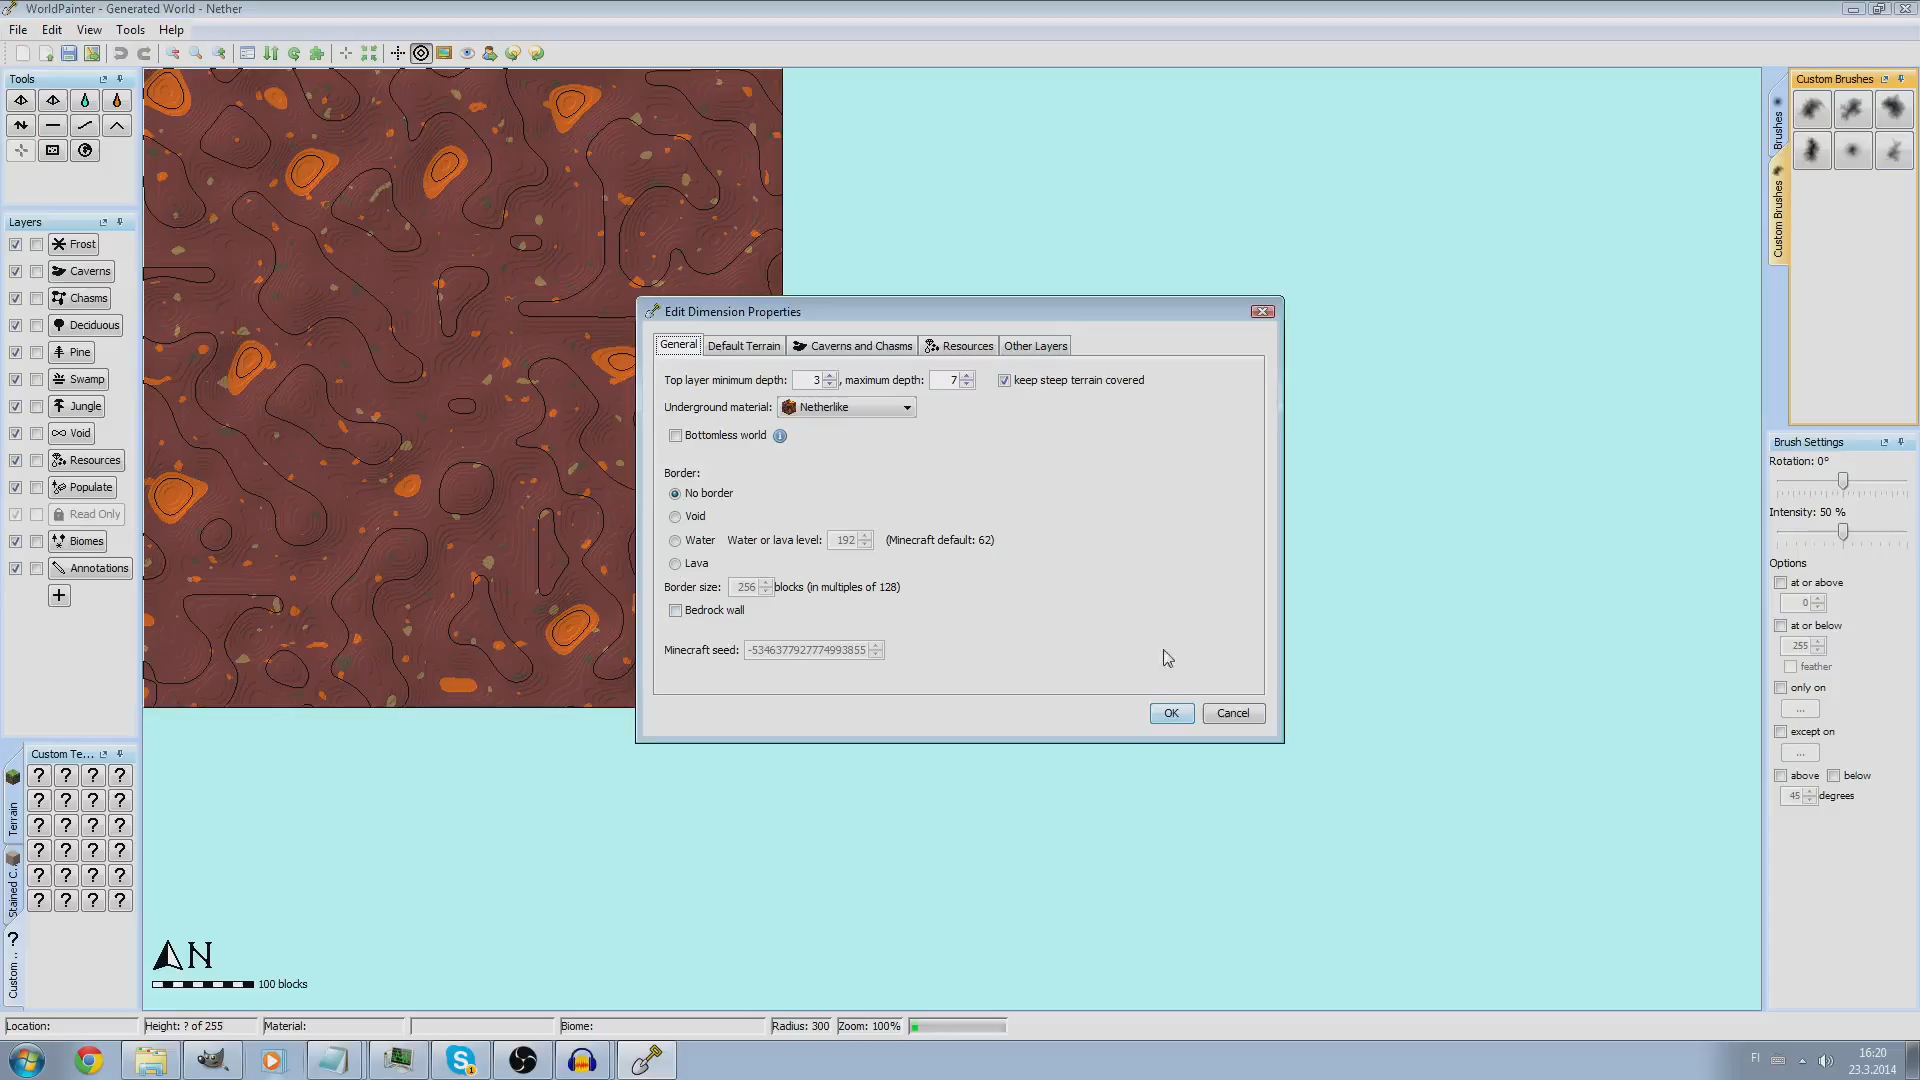 WorldPainter - Generated World - Nether
File Edit View Tools Help
Tools
Layers
Frost
Caverns
Chasms
Deciduous
Pine
Swamp
Jungle
Void
Resources
Populate
Read Only
Biomes
Annotations
+
Custom Te...
? ? ? ?
? ? ? ?
? ? ? ?
? ? ? ?
? ? ? ?
? ? ? ?
Terrain
Stained C...
?
Custom ..
N
100 blocks
Edit Dimension Properties
General
Default Terrain
Caverns and Chasms
Resources
Other Layers
Top layer minimum depth: 3 , maximum depth: 7 keep steep terrain covered
Underground material: Netherlike
Bottomless world
Border:
No border
Void
Water Water or lava level: 192 (Minecraft default: 62)
Lava
Border size: 256 blocks (in multiples of 128)
Bedrock wall
Minecraft seed: -5346377927774993855
OK Cancel
Custom Brushes
Brushes
Custom Brushes
Brush Settings
Rotation: 0°
Intensity: 50 %
Options
at or above
0
at or below
255
feather
only on
...
except on
...
above below
45 degrees
Location: Height: ? of 255 Material: Biome: Radius: 300 Zoom: 100%
FI
16:20
23.3.2014